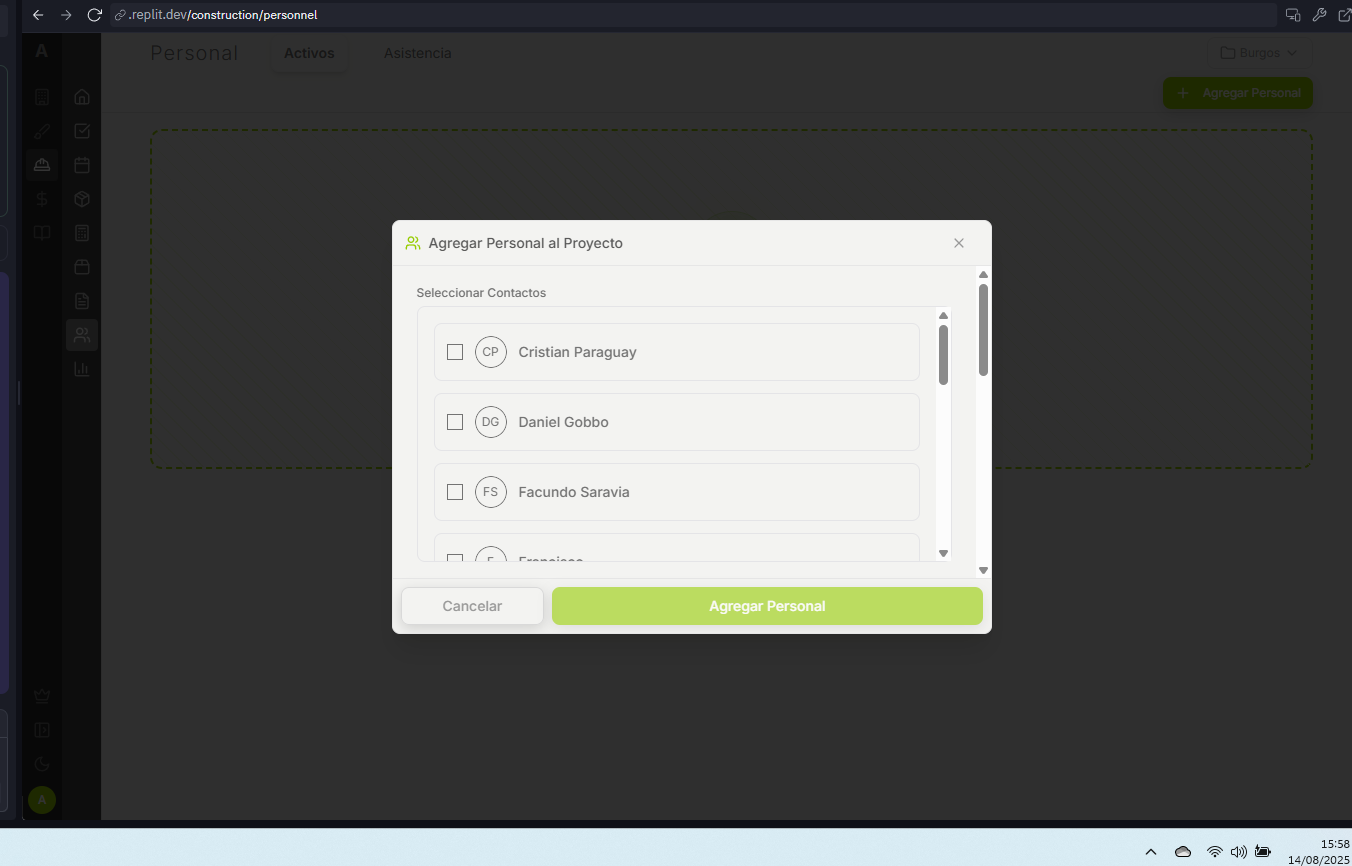 .replit.dev/construction/personnel
A
Personal
Activos
Asistencia
Burgos
+ Agregar Personal
Agregar Personal al Proyecto
Seleccionar Contactos
CP Cristian Paraguay
DG Daniel Gobbo
FS Facundo Saravia
F Francisco
Cancelar
Agregar Personal
A
15:58
14/08/2025